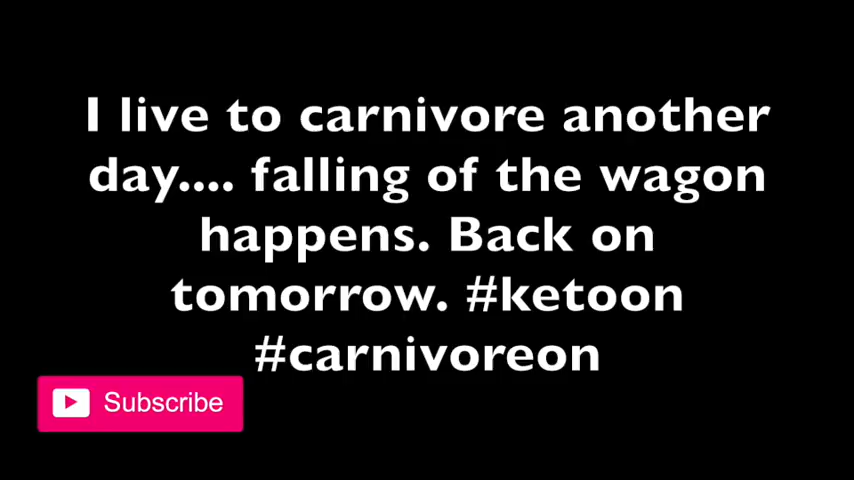 I live to carnivore another
day.... falling of the wagon
happens. Back on
tomorrow. #ketoon
#carnivoreon
Subscribe